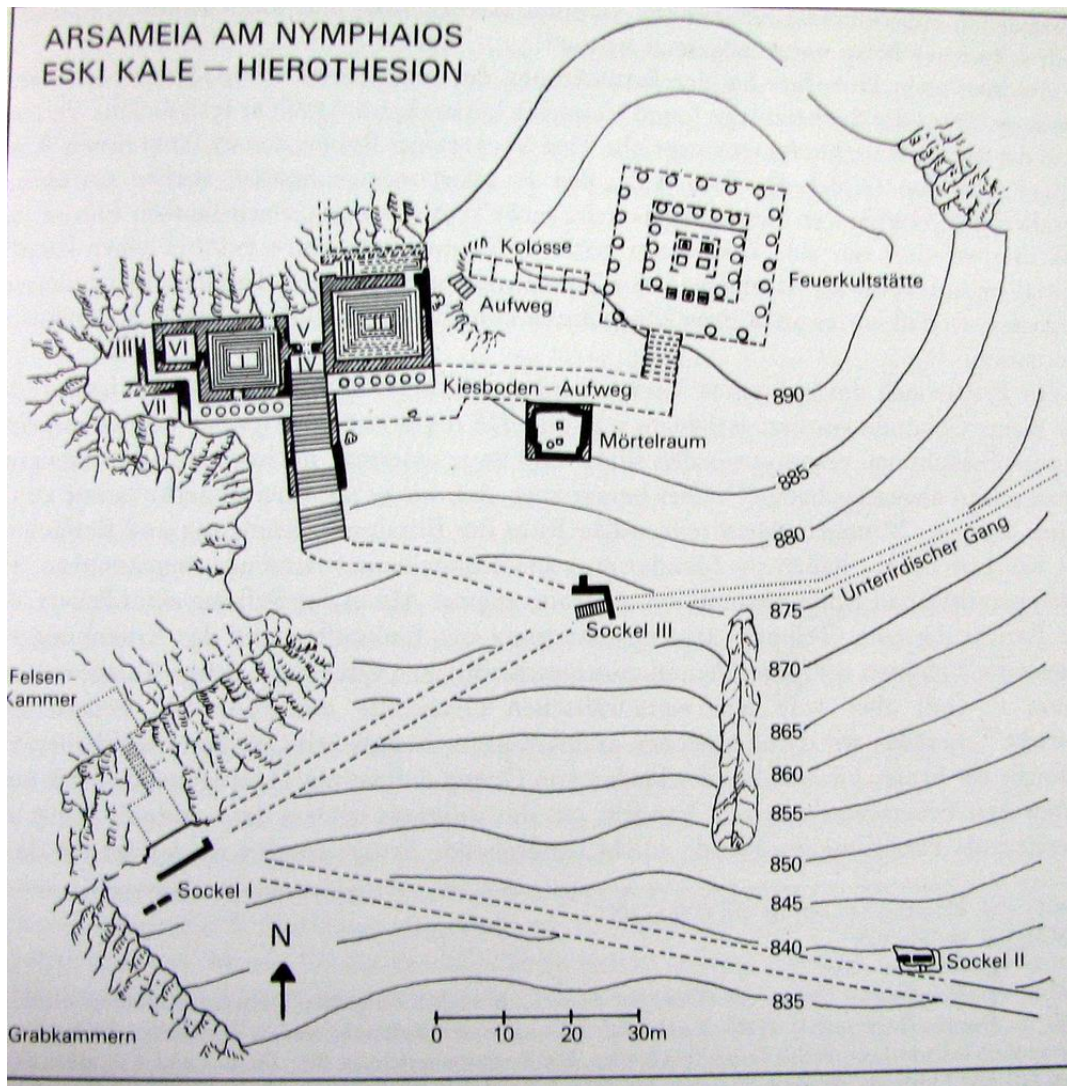 ARSAMEIA AM NYMPHAIOS
ESKI KALE – HIEROTHESION
Kolosse
Aufweg
Feuerkultstätte
III
II
V
IV
I
VI
VIII
VII
Kiesboden – Aufweg
Mörtelraum
890
885
880
875
870
865
860
855
850
845
840
835
Unterirdischer Gang
Sockel III
Felsen-
Kammer
Sockel I
Sockel II
N
Grabkammern
0 10 20 30m